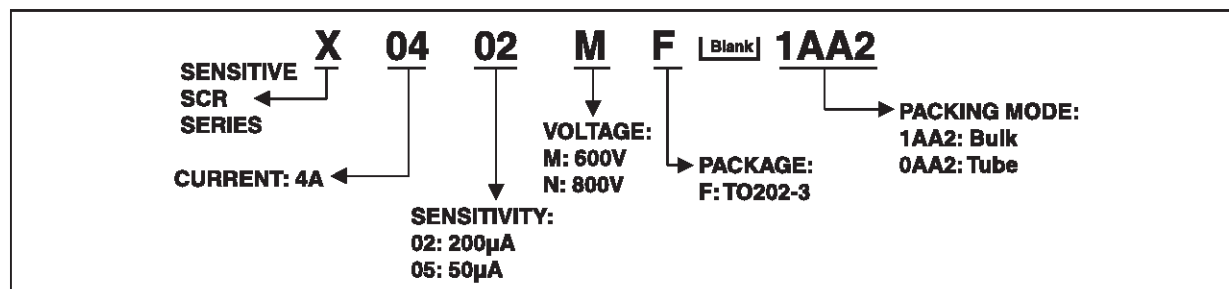 X 04 02 M F Blank 1AA2
SENSITIVE
SCR
SERIES
CURRENT: 4A
SENSITIVITY:
02: 200µA
05: 50µA
VOLTAGE:
M: 600V
N: 800V
PACKAGE:
F: TO202-3
PACKING MODE:
1AA2: Bulk
0AA2: Tube